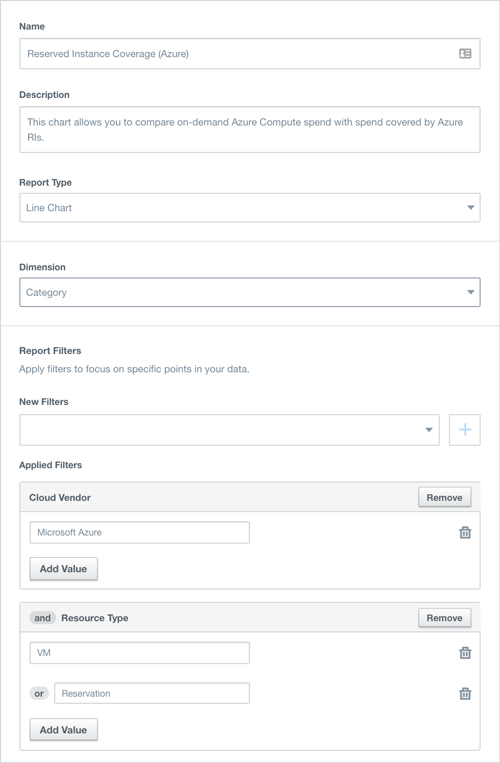 Name
Reserved Instance Coverage (Azure)
Description
This chart allows you to compare on-demand Azure Compute spend with spend covered by Azure
RIs.
Report Type
Line Chart
Dimension
Category
Report Filters
Apply filters to focus on specific points in your data.
New Filters
Applied Filters
Cloud Vendor Remove
Microsoft Azure
Add Value
and Resource Type Remove
VM
or Reservation
Add Value